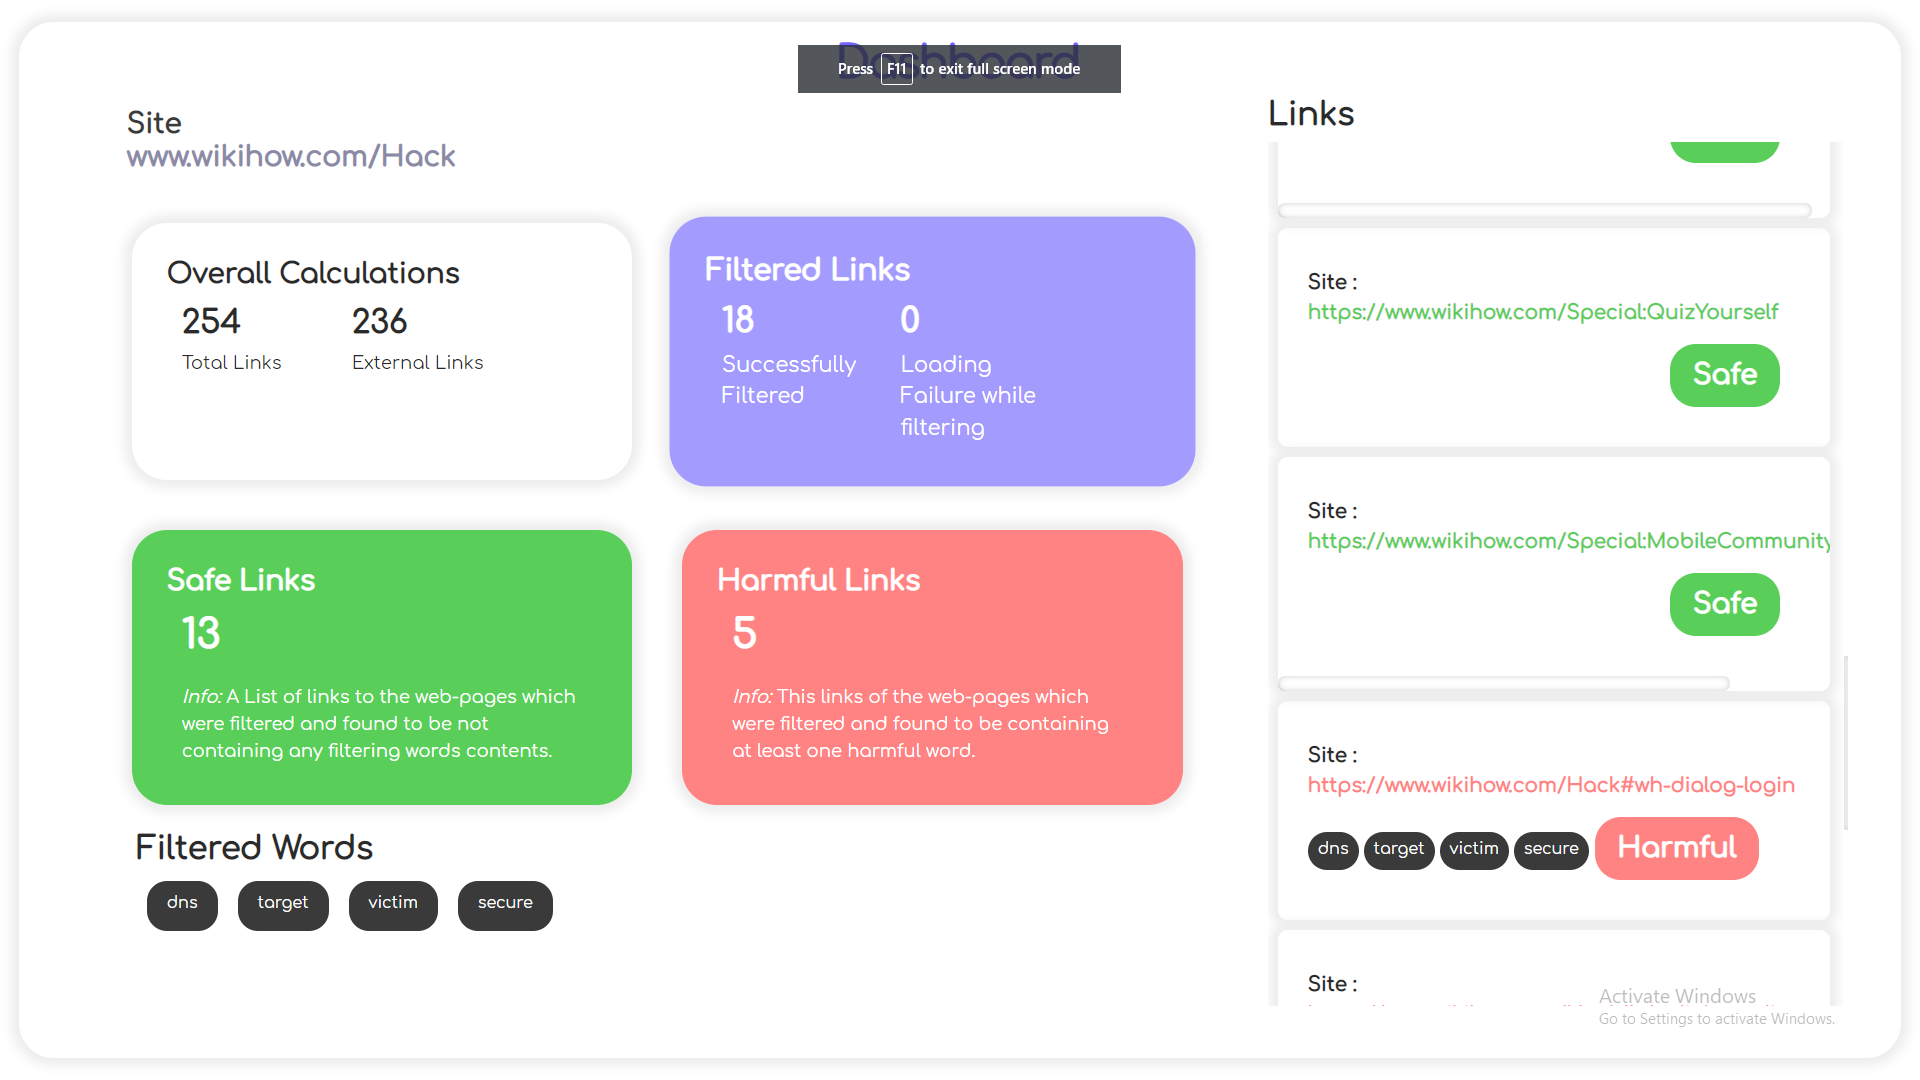 Dashboard
Press F11 to exit full screen mode
Site
www.wikihow.com/Hack
Overall Calculations
254
Total Links
236
External Links
Filtered Links
18
Successfully
Filtered
0
Loading
Failure while
filtering
Safe Links
13
Info: A List of links to the web-pages which
were filtered and found to be not
containing any filtering words contents.
Harmful Links
5
Info: This links of the web-pages which
were filtered and found to be containing
at least one harmful word.
Filtered Words
dns target victim secure
Links
Site :
https://www.wikihow.com/Special:QuizYourself
Safe
Site :
https://www.wikihow.com/Special:MobileCommunity
Safe
Site :
https://www.wikihow.com/Hack#wh-dialog-login
dns target victim secure Harmful
Site :
Activate Windows
Go to Settings to activate Windows.